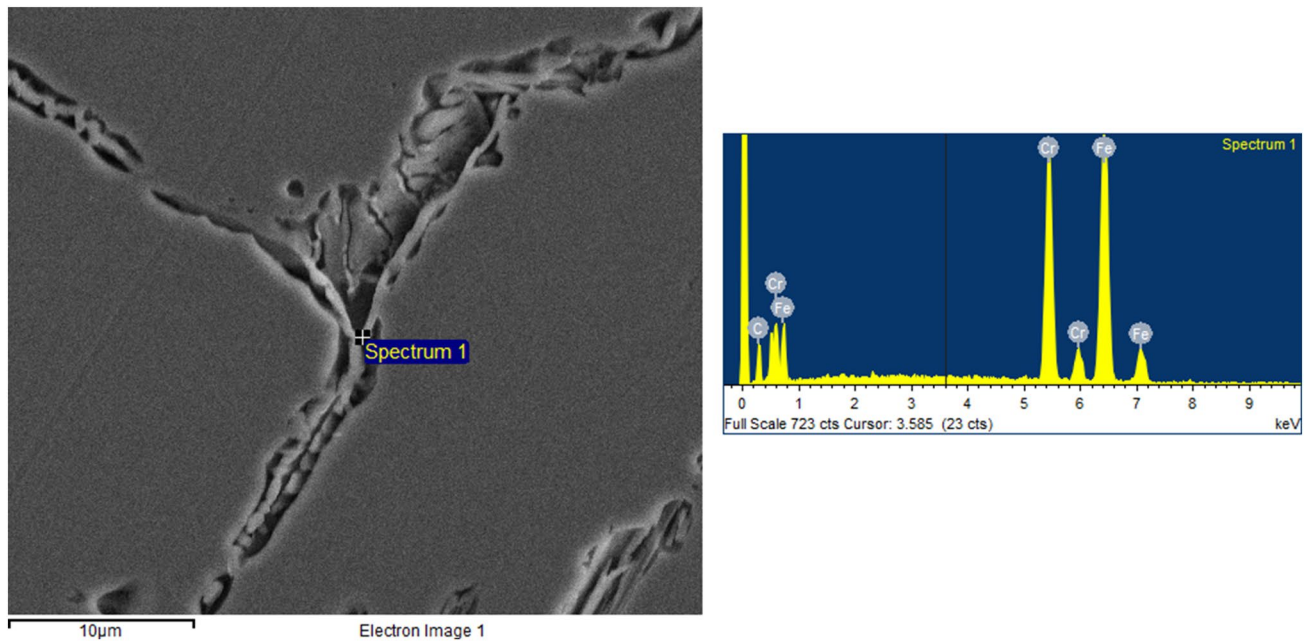 Spectrum 1
10μm
Electron Image 1
Spectrum 1
Cr
Fe
Cr
Fe
C
Cr
Fe
0 1 2 3 4 5 6 7 8 9
Full Scale 723 cts Cursor: 3.585 (23 cts) keV